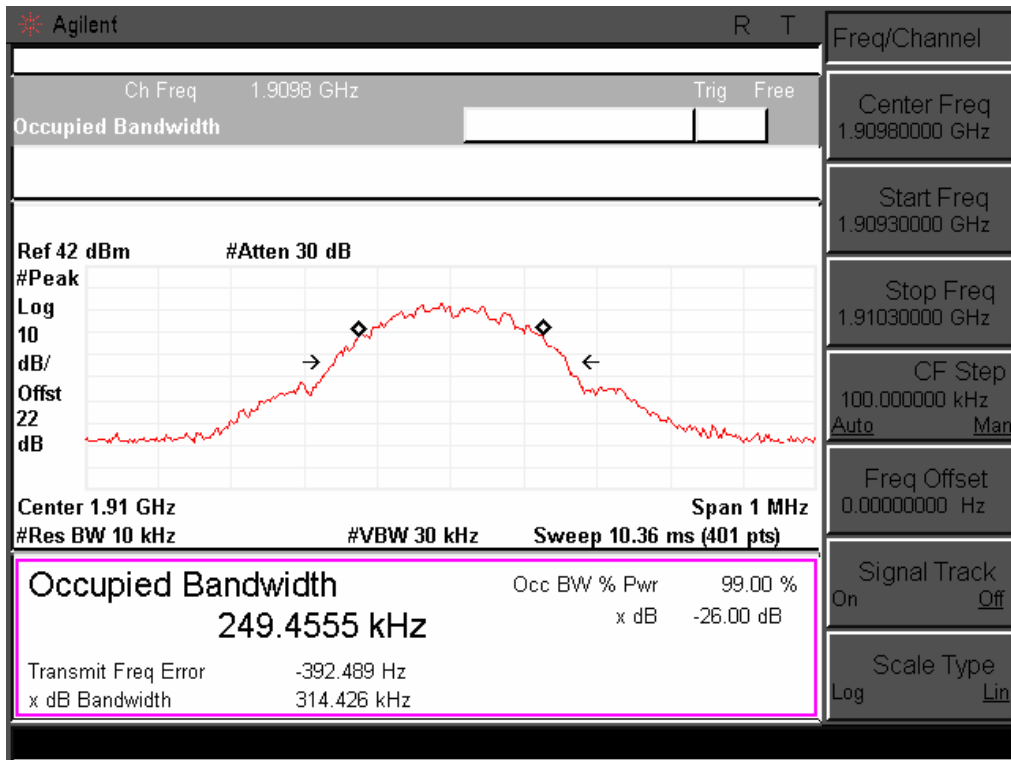 Agilent R T
Ch Freq 1.9098 GHz Trig Free
Occupied Bandwidth
Ref 42 dBm #Atten 30 dB
#Peak
Log
10
dB/
Offst
22
dB
Center 1.91 GHz Span 1 MHz
#Res BW 10 kHz #VBW 30 kHz Sweep 10.36 ms (401 pts)
Occupied Bandwidth
249.4555 kHz
Occ BW % Pwr 99.00 %
x dB -26.00 dB
Transmit Freq Error -392.489 Hz
x dB Bandwidth 314.426 kHz
Freq/Channel
Center Freq
1.90980000 GHz
Start Freq
1.90930000 GHz
Stop Freq
1.91030000 GHz
CF Step
100.000000 kHz
Auto Man
Freq Offset
0.00000000 Hz
Signal Track
On Off
Scale Type
Log Lin